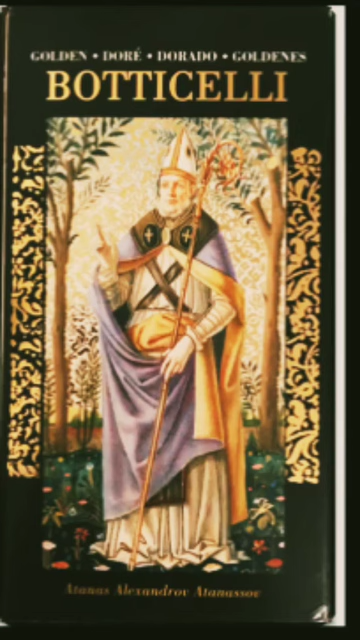 GOLDEN • DORÉ • DORADO • GOLDENES
BOTTICELLI
Atanas Alexandrov Atanassov